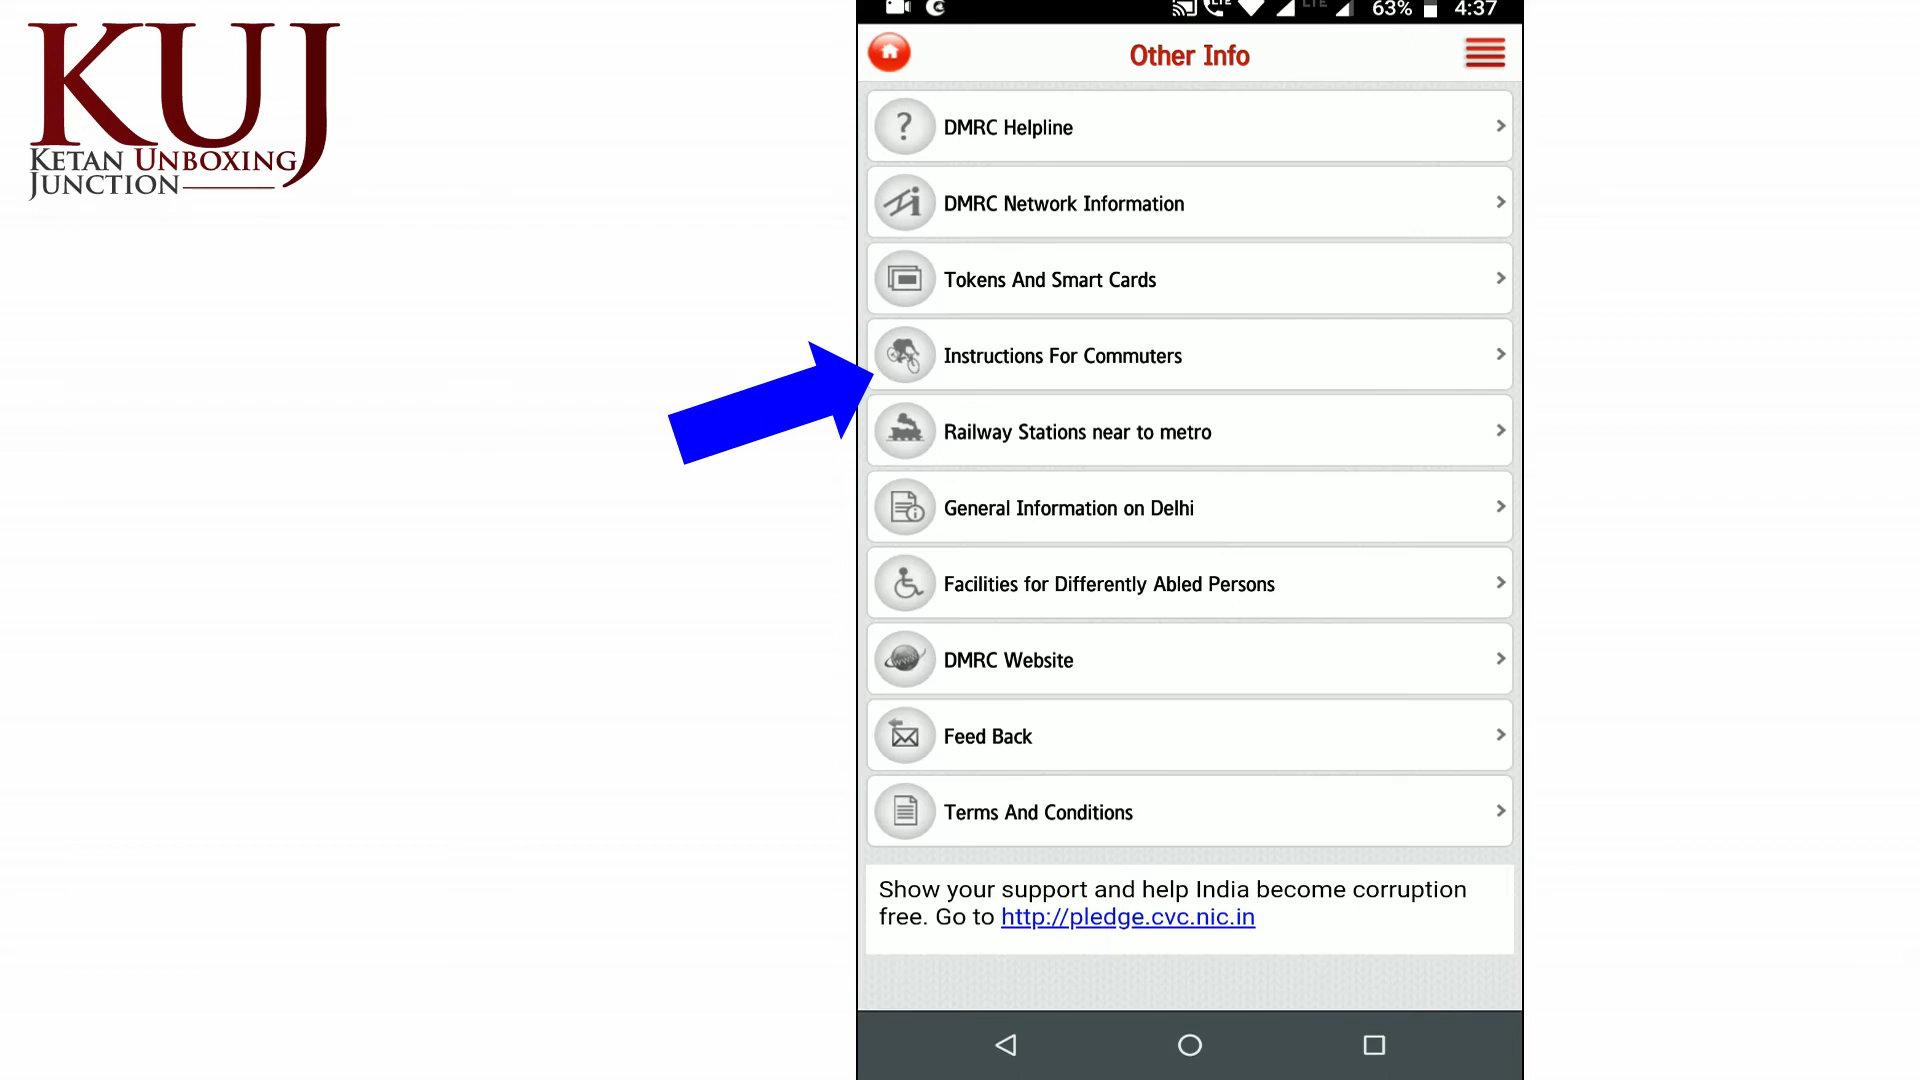 KUJ
KETAN UNBOXING
JUNCTION
LTE LTE 63% 4:37
Other Info
? DMRC Helpline
DMRC Network Information
Tokens And Smart Cards
Instructions For Commuters
Railway Stations near to metro
General Information on Delhi
Facilities for Differently Abled Persons
DMRC Website
Feed Back
Terms And Conditions
Show your support and help India become corruption
free. Go to http://pledge.cvc.nic.in